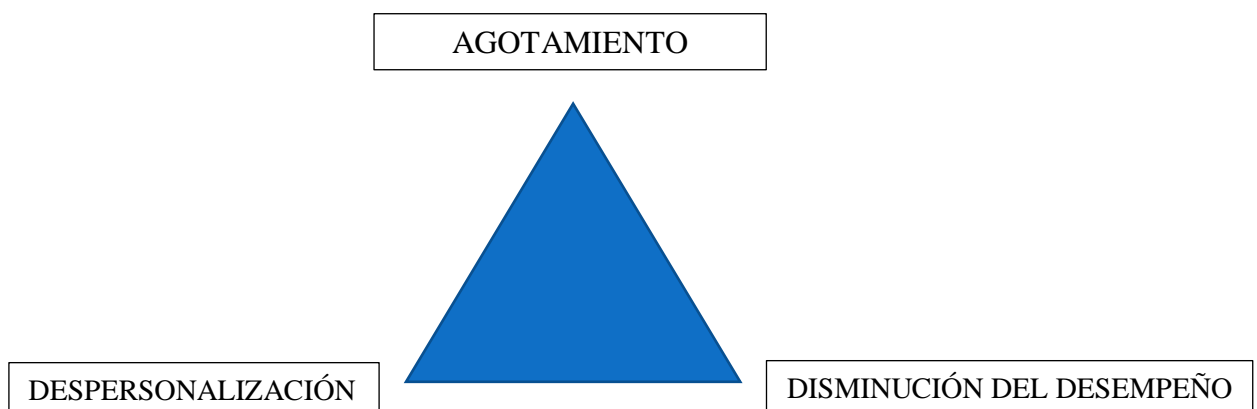 AGOTAMIENTO
DESPERSONALIZACIÓN
DISMINUCIÓN DEL DESEMPEÑO